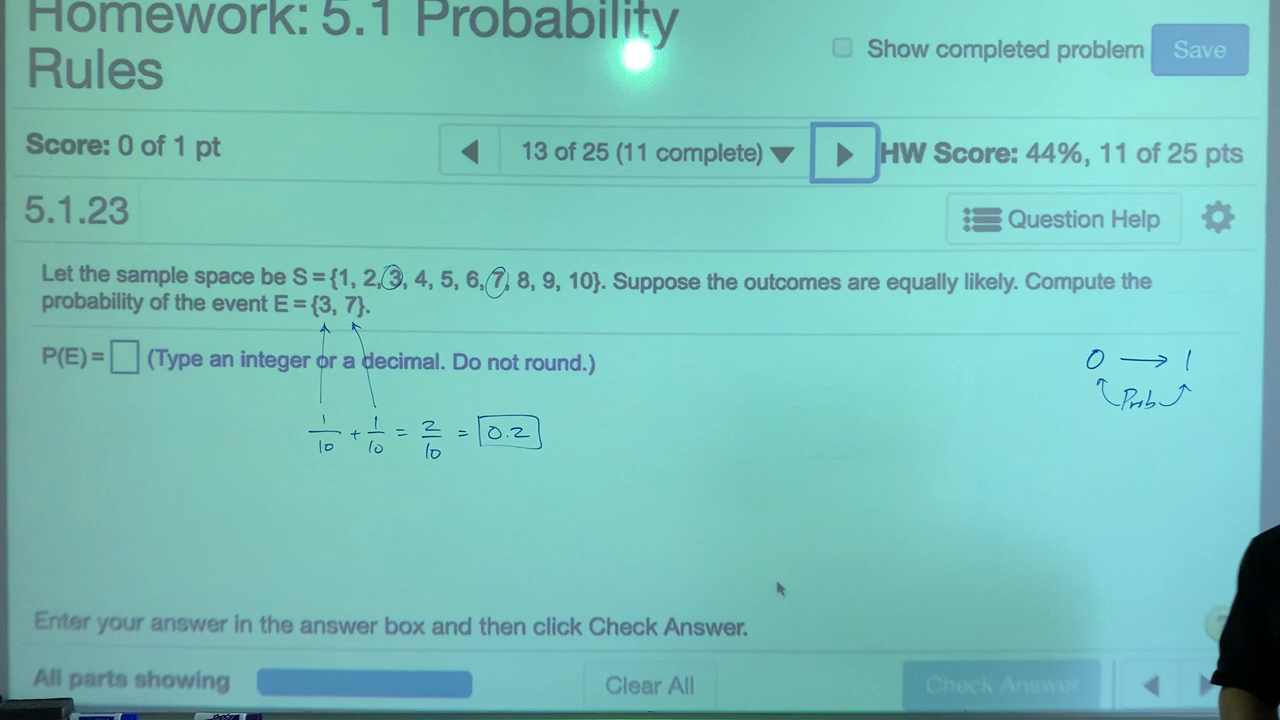 Homework: 5.1 Probability
Rules
Show completed problem
Save
Score: 0 of 1 pt
13 of 25 (11 complete)
HW Score: 44%, 11 of 25 pts
5.1.23
Question Help
Let the sample space be S = {1, 2, 3, 4, 5, 6, 7, 8, 9, 10}. Suppose the outcomes are equally likely. Compute the
probability of the event E = {3, 7}.
P(E) = (Type an integer or a decimal. Do not round.)
0 → 1
Prob
1/10 + 1/10 = 2/10 = 0.2
Enter your answer in the answer box and then click Check Answer.
All parts showing
Clear All
Check Answer